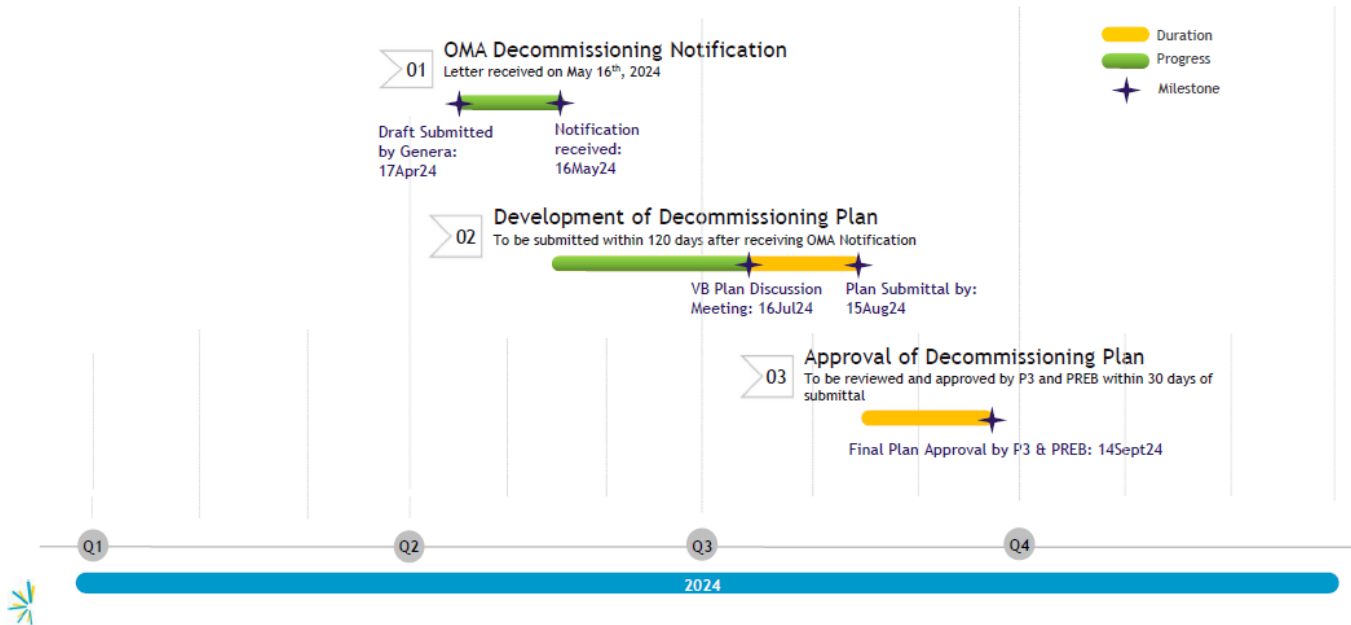 OMA Decommissioning Notification
01
Letter received on May 16th, 2024
Duration
Progress
Milestone
Draft Submitted
by Genera:
17Apr24
Notification
received:
16May24
Development of Decommissioning Plan
02
To be submitted within 120 days after receiving OMA Notification
VB Plan Discussion
Meeting: 16Jul24
Plan Submittal by:
15Aug24
Approval of Decommissioning Plan
03
To be reviewed and approved by P3 and PREB within 30 days of
submittal
Final Plan Approval by P3 & PREB: 14Sept24
Q1
Q2
Q3
Q4
2024